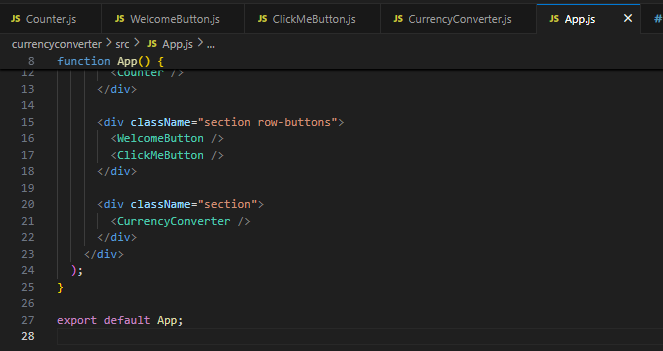 JS Counter.js JS WelcomeButton.js JS ClickMeButton.js JS CurrencyConverter.js JS App.js × #
currencyconverter > src > JS App.js > ...
8 function App() {
12 <Counter />
13 </div>
14
15 <div className="section row-buttons">
16 <WelcomeButton />
17 <ClickMeButton />
18 </div>
19
20 <div className="section">
21 <CurrencyConverter />
22 </div>
23 </div>
24 );
25 }
26
27 export default App;
28